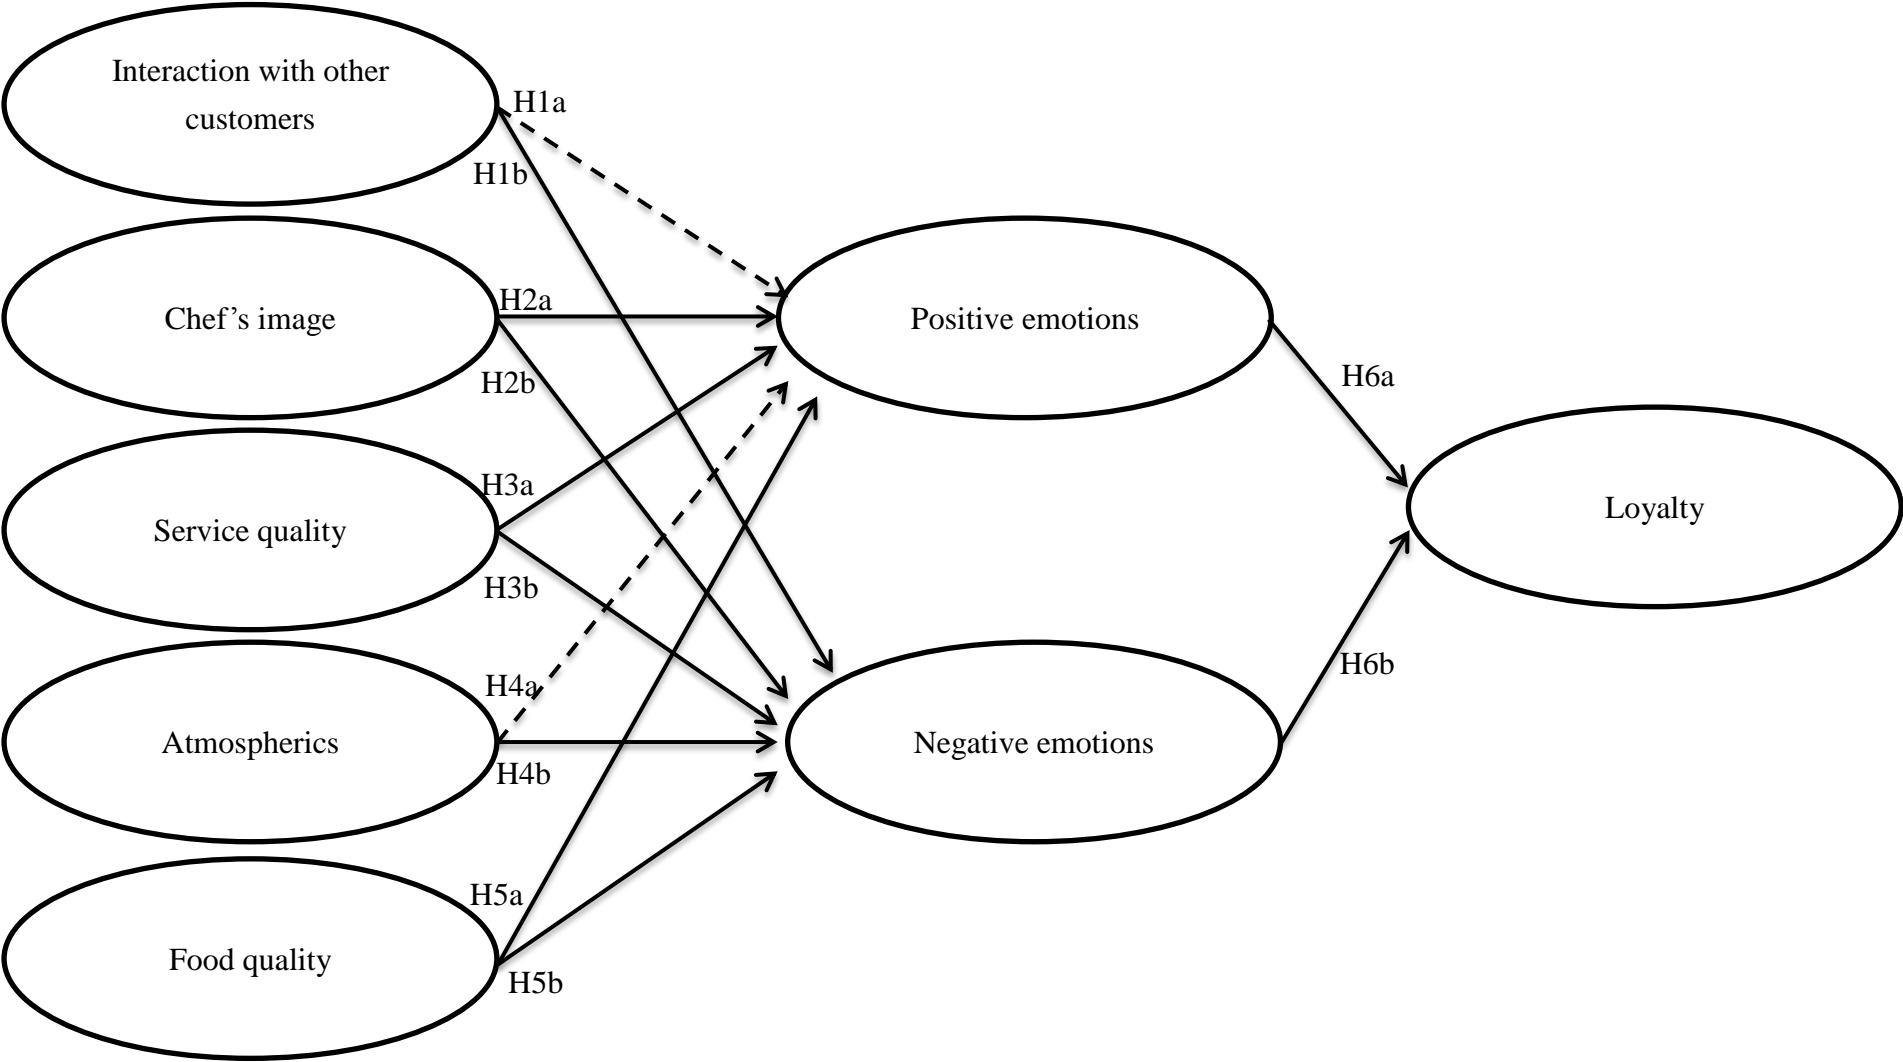 Interaction with other
customers
H1a
H1b
Chef’s image
H2a
H2b
Positive emotions
H6a
Service quality
H3a
H3b
Loyalty
Atmospherics
H4a
H4b
Negative emotions
H6b
Food quality
H5a
H5b